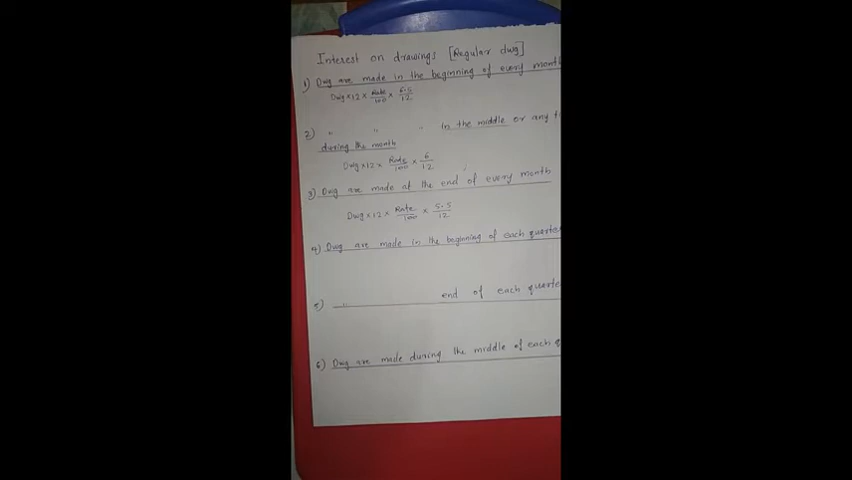 Interest on drawings [Regular dwg]
1) Dwg are made in the beginning of every month
Dwg×12 × Rate/100 × 6.5/12
2) " " " In the middle or any
during the month
Dwg×12 × Rate/100 × 6/12
3) Dwg are made at the end of every month
Dwg×12 × Rate/100 × 5.5/12
4) Dwg are made in the beginning of each quarte
5) " end of each quarte
6) Dwg are made during the middle of each